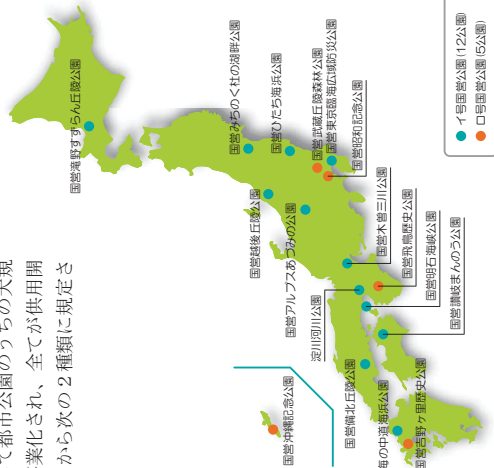 て都市公園のうちの大規
業化され、全てが供用開
から次の２種類に規定さ
国営滝野すずらん丘陵公園
国営みちのく杜の湖畔公園
国営ひたち海浜公園
国営武蔵丘陵森林公園
国営東京臨海広域防災公園
国営昭和記念公園
国営越後丘陵公園
国営アルプスあづみの公園
国営木曽三川公園
国営飛鳥歴史公園
国営明石海峡公園
国営讃岐まんのう公園
淀川河川公園
国営備北丘陵公園
海の中道海浜公園
国営吉野ヶ里歴史公園
国営沖縄記念公園
イ号国営公園(12公園)
ロ号国営公園(5公園)